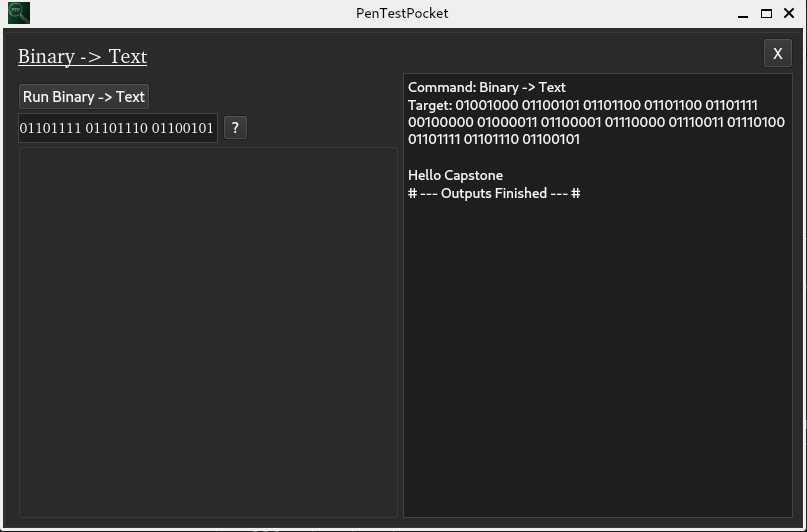 PenTestPocket
Binary -> Text
X
Run Binary -> Text
01101111 01101110 01100101
?
Command: Binary -> Text
Target: 01001000 01100101 01101100 01101100 01101111
00100000 01000011 01100001 01110000 01110011 01110100
01101111 01101110 01100101
Hello Capstone
# --- Outputs Finished --- #